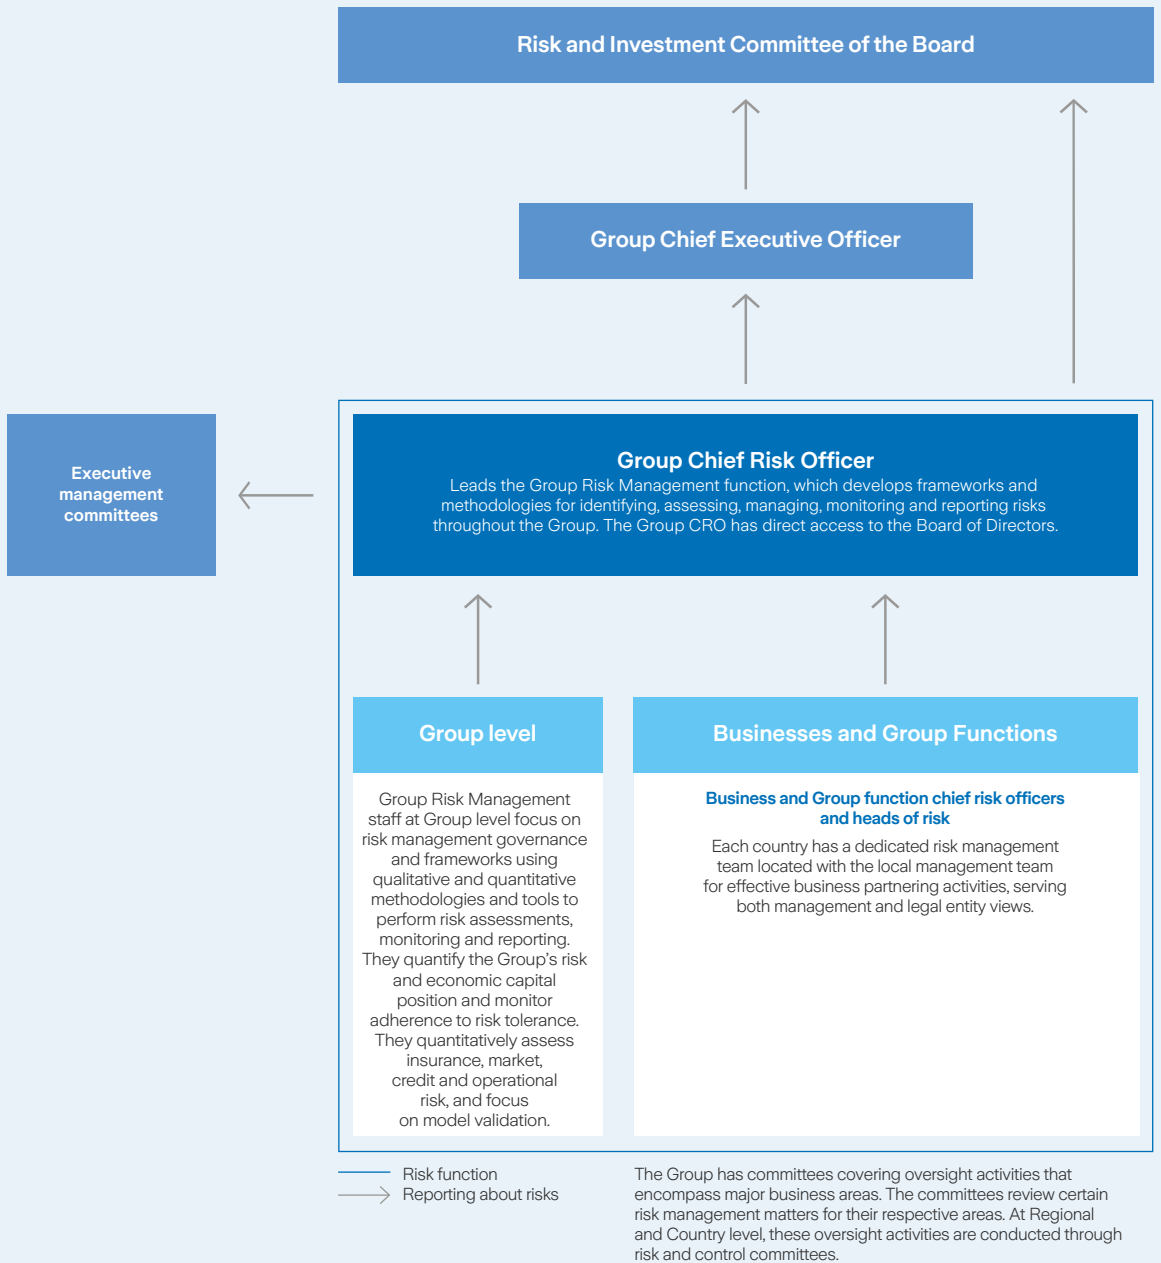 Risk and Investment Committee of the Board
Group Chief Executive Officer
Executive
management
committees
Group Chief Risk Officer
Leads the Group Risk Management function, which develops frameworks and
methodologies for identifying, assessing, managing, monitoring and reporting risks
throughout the Group. The Group CRO has direct access to the Board of Directors.
Group level
Group Risk Management
staff at Group level focus on
risk management governance
and frameworks using
qualitative and quantitative
methodologies and tools to
perform risk assessments,
monitoring and reporting.
They quantify the Group’s risk
and economic capital
position and monitor
adherence to risk tolerance.
They quantitatively assess
insurance, market,
credit and operational
risk, and focus
on model validation.
Businesses and Group Functions
Business and Group function chief risk officers
and heads of risk
Each country has a dedicated risk management
team located with the local management team
for effective business partnering activities, serving
both management and legal entity views.
Risk function
Reporting about risks
The Group has committees covering oversight activities that
encompass major business areas. The committees review certain
risk management matters for their respective areas. At Regional
and Country level, these oversight activities are conducted through
risk and control committees.